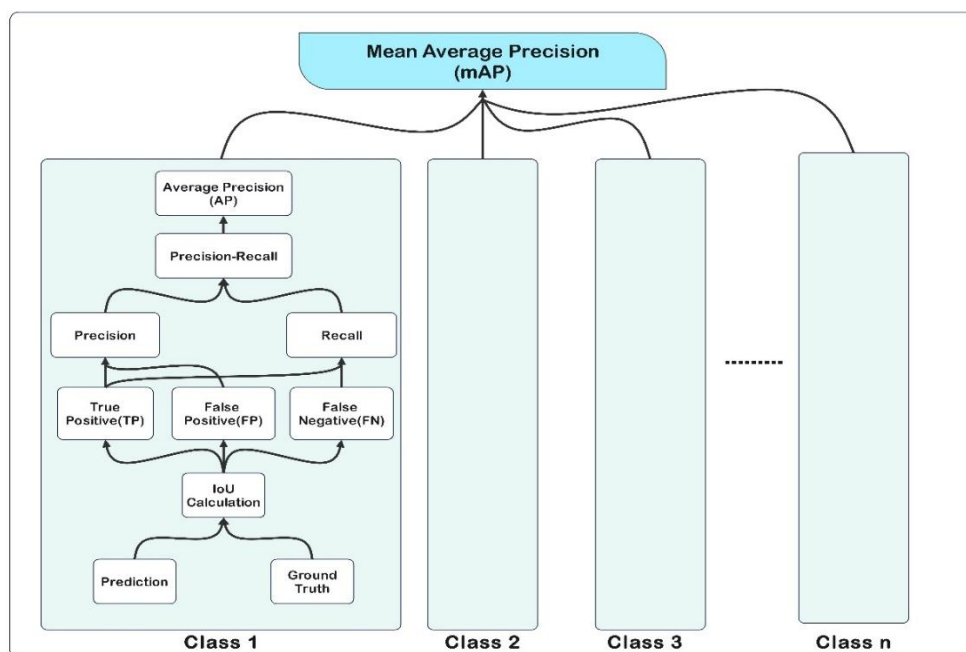 Mean Average Precision
(mAP)
Average Precision
(AP)
Precision-Recall
Precision
Recall
True
Positive(TP)
False
Positive(FP)
False
Negative(FN)
IoU
Calculation
Prediction
Ground
Truth
Class 1
Class 2
Class 3
Class n